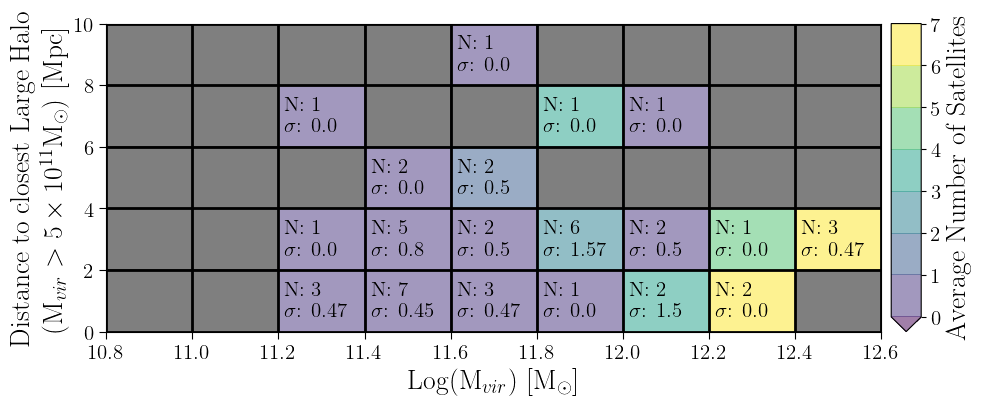 Distance to closest Large Halo
(M_vir > 5 × 10^11 M_⊙) [Mpc]
10
8
6
4
2
0
N: 1
σ: 0.0
N: 1
σ: 0.0
N: 1
σ: 0.0
N: 1
σ: 0.0
N: 2
σ: 0.0
N: 2
σ: 0.5
N: 1
σ: 0.0
N: 5
σ: 0.8
N: 2
σ: 0.5
N: 6
σ: 1.57
N: 2
σ: 0.5
N: 1
σ: 0.0
N: 3
σ: 0.47
N: 3
σ: 0.47
N: 7
σ: 0.45
N: 3
σ: 0.47
N: 1
σ: 0.0
N: 2
σ: 1.5
N: 2
σ: 0.0
10.8 11.0 11.2 11.4 11.6 11.8 12.0 12.2 12.4 12.6
Log(M_vir) [M_⊙]
7
6
5
4
3
2
1
0
Average Number of Satellites